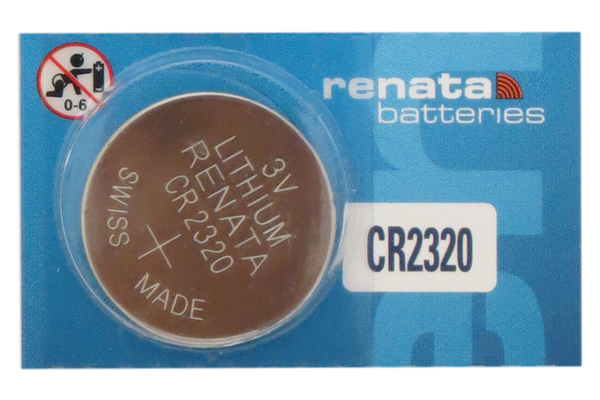 0-6
renata
batteries
3V
LITHIUM
RENATA
CR2320
SWISS
+
MADE
CR2320